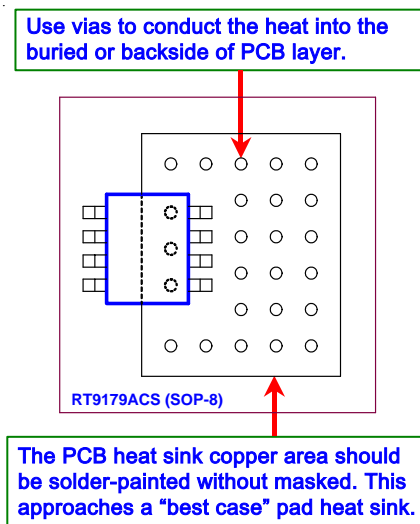 Use vias to conduct the heat into the
buried or backside of PCB layer.
RT9179ACS (SOP-8)
The PCB heat sink copper area should
be solder-painted without masked. This
approaches a “best case” pad heat sink.